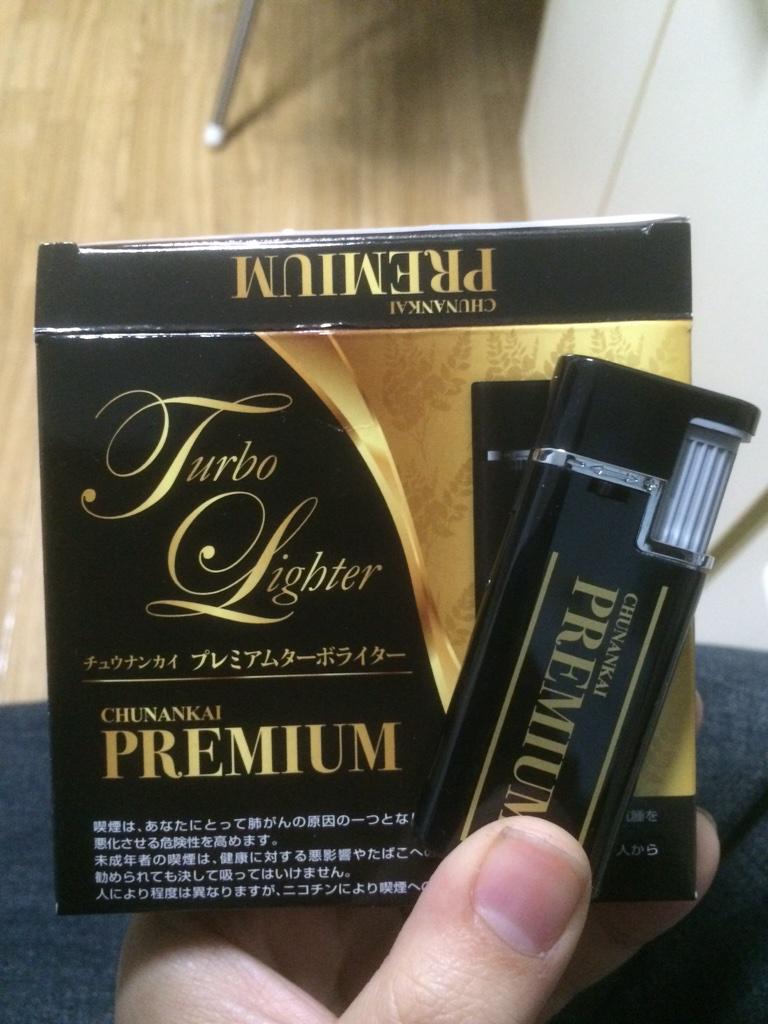 CHUNANKAI
PREMIUM
Turbo
Lighter
チュウナンカイ プレミアムターボライター
CHUNANKAI
PREMIUM
喫煙は、あなたにとって肺がんの原因の一つとな
悪化させる危険性を高めます。
未成年者の喫煙は、健康に対する悪影響やたばこへ
勧められても決して吸ってはいけません。
人により程度は異なりますが、ニコチンにより喫煙への
腫を
人から
CHUNANKAI
PREMIUM